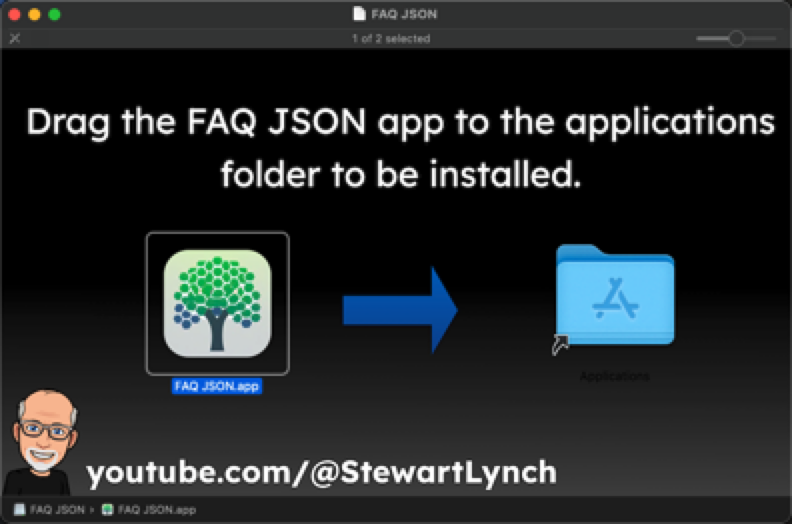 FAQ JSON
1 of 2 selected
Drag the FAQ JSON app to the applications
folder to be installed.
FAQ JSON.app
Applications
youtube.com/@StewartLynch
FAQ JSON › FAQ JSON.app